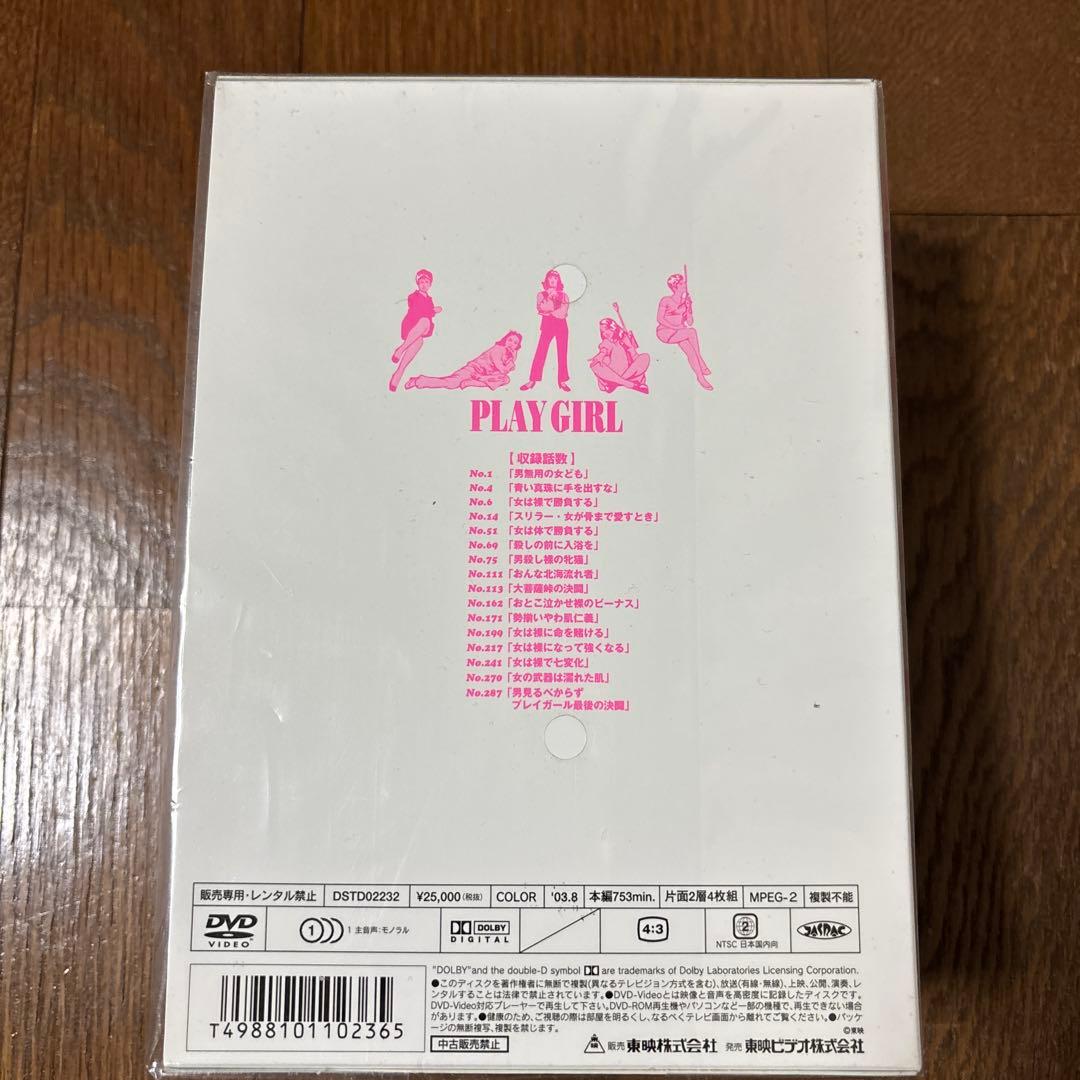 PLAY GIRL
【収録話数】
No.1 「男無用の女ども」
No.4 「青い真珠に手を出すな」
No.6 「女は裸で勝負する」
No.14 「スリラー・女が骨まで愛すとき」
No.51 「女は体で勝負する」
No.69 「殺しの前に入浴を」
No.75 「男殺し裸の牝猫」
No.111 「おんな北海流れ者」
No.113 「大菩薩峠の決闘」
No.162 「おとこ泣かせ裸のビーナス」
No.171 「勢揃いやわ肌仁義」
No.199 「女は裸に命を賭ける」
No.217 「女は裸になって強くなる」
No.241 「女は裸で七変化」
No.270 「女の武器は濡れた肌」
No.287 「男見るべからず
プレイガール最後の決闘」
販売専用・レンタル禁止 DSTD02232 ¥25,000(税抜) COLOR '03.8 本編753min. 片面2層4枚組 MPEG-2 複製不能
DVD VIDEO 1 1 主音声:モノラル DOLBY DIGITAL 4:3 2 NTSC 日本国内向
"DOLBY"and the double-D symbol are trademarks of Dolby Laboratories Licensing Corporation.
●このディスクを著作権者に無断で複製(異なるテレビジョン方式を含む)、放送(有線・無線)、上映、公開、演奏、レ
ンタルすることは法律で禁止されています。●DVD-Videoとは映像と音声を高密度に記録したディスクです。
DVD-Video対応プレーヤーで再生して下さい。DVD-ROM再生機やパソコンなど一部の機種で、再生できない場合
があります。●健康のため、ご視聴の際は部屋を明るくし、なるべくテレビ画面から離れてご覧ください。●パッケ
ージの無断複写、複製を禁じます。
©東映
T4988101102365
中古販売禁止 販売 東映株式会社 発売 東映ビデオ株式会社